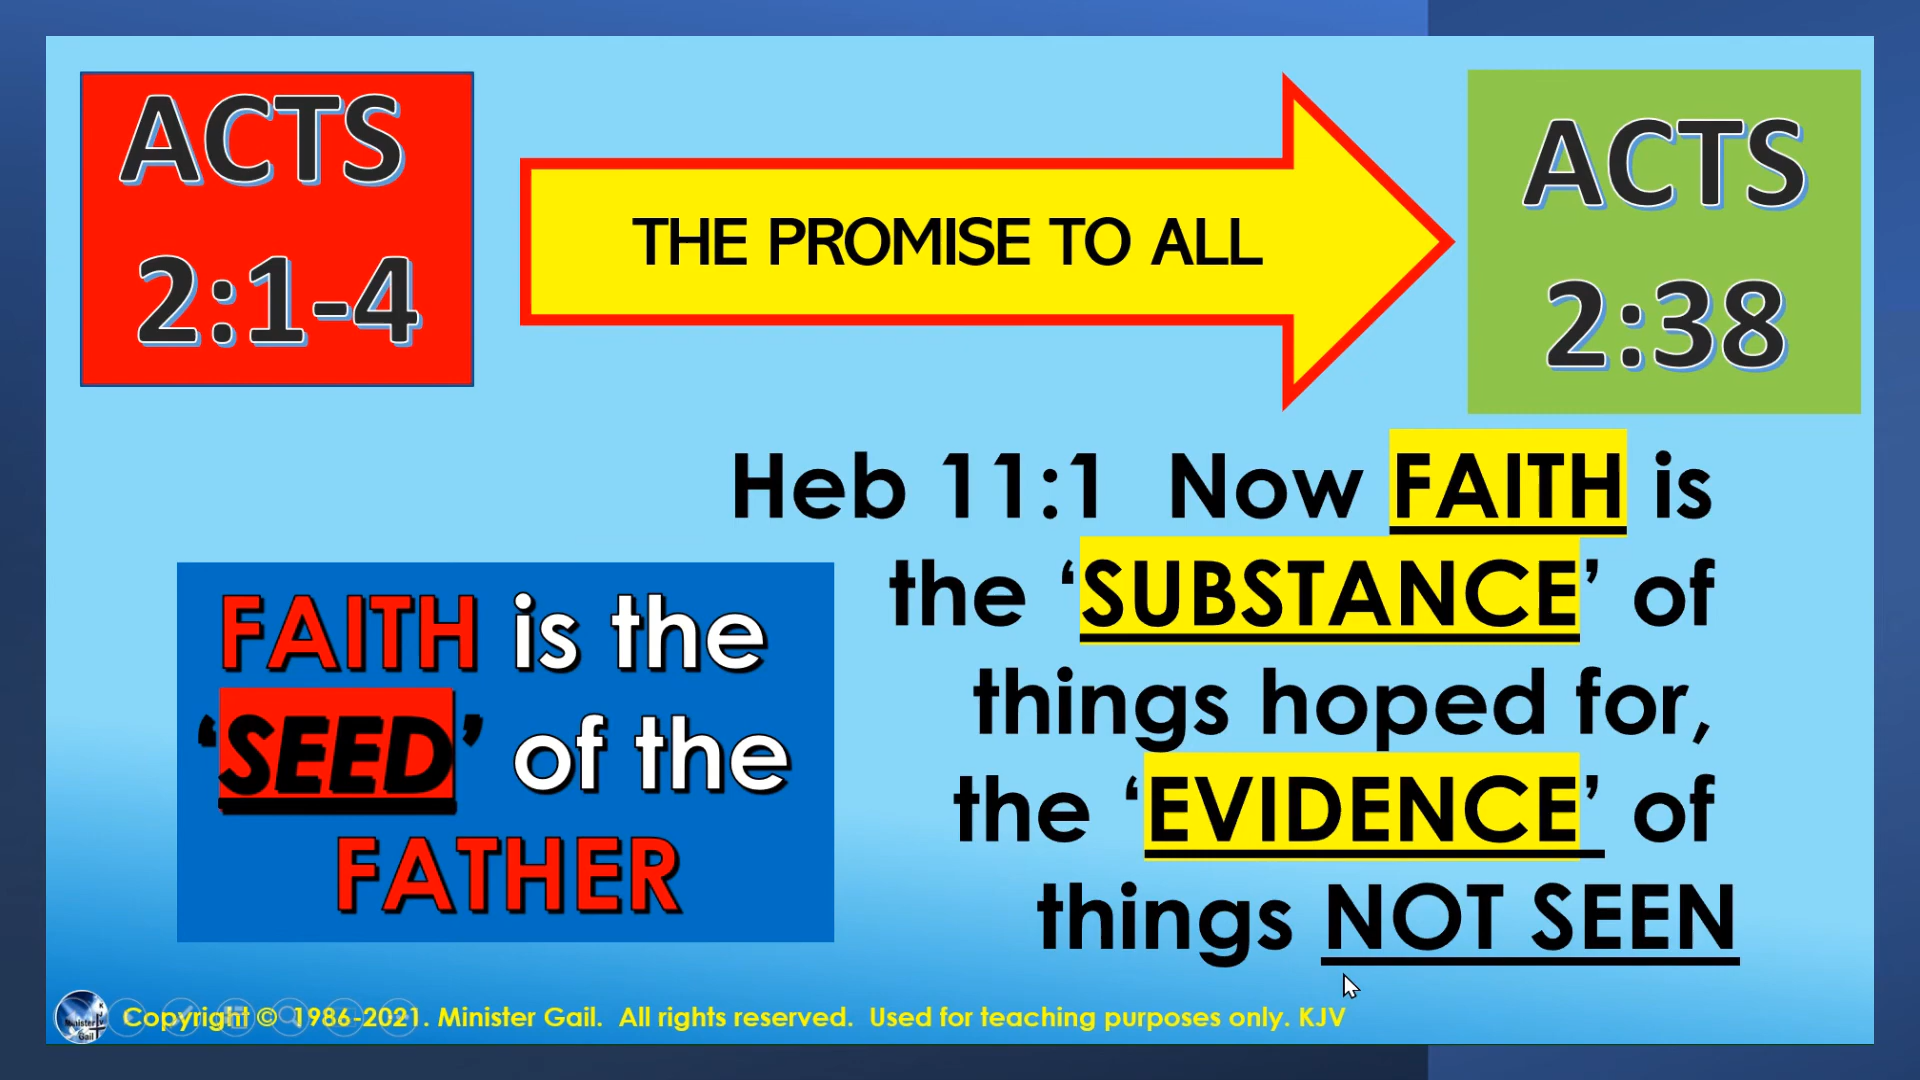 ACTS
2:1-4
THE PROMISE TO ALL
ACTS
2:38
Heb 11:1  Now FAITH is
the ‘SUBSTANCE’ of
things hoped for,
the ‘EVIDENCE’ of
things NOT SEEN
FAITH is the
‘SEED’ of the
FATHER
Minister
Gail
Copyright © 1986-2021. Minister Gail.  All rights reserved.  Used for teaching purposes only. KJV